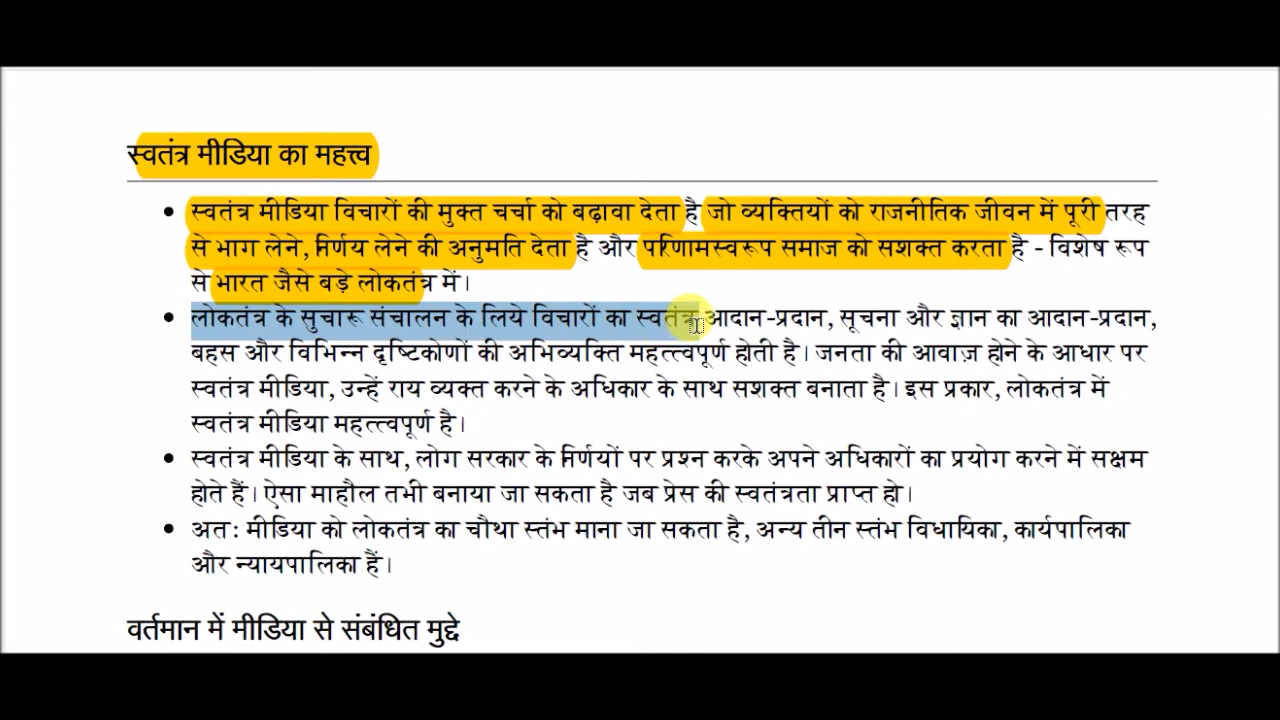 स्वतंत्र मीडिया का महत्त्व
स्वतंत्र मीडिया विचारों की मुक्त चर्चा को बढ़ावा देता है जो व्यक्तियों को राजनीतिक जीवन में पूरी तरह
से भाग लेने, निर्णय लेने की अनुमति देता है और परिणामस्वरूप समाज को सशक्त करता है - विशेष रूप
से भारत जैसे बड़े लोकतंत्र में।
लोकतंत्र के सुचारू संचालन के लिये विचारों का स्वतंत्र आदान-प्रदान, सूचना और ज्ञान का आदान-प्रदान,
बहस और विभिन्न दृष्टिकोणों की अभिव्यक्ति महत्त्वपूर्ण होती है। जनता की आवाज़ होने के आधार पर
स्वतंत्र मीडिया, उन्हें राय व्यक्त करने के अधिकार के साथ सशक्त बनाता है। इस प्रकार, लोकतंत्र में
स्वतंत्र मीडिया महत्त्वपूर्ण है।
स्वतंत्र मीडिया के साथ, लोग सरकार के निर्णयों पर प्रश्न करके अपने अधिकारों का प्रयोग करने में सक्षम
होते हैं। ऐसा माहौल तभी बनाया जा सकता है जब प्रेस की स्वतंत्रता प्राप्त हो।
अतः मीडिया को लोकतंत्र का चौथा स्तंभ माना जा सकता है, अन्य तीन स्तंभ विधायिका, कार्यपालिका
और न्यायपालिका हैं।
वर्तमान में मीडिया से संबंधित मुद्दे